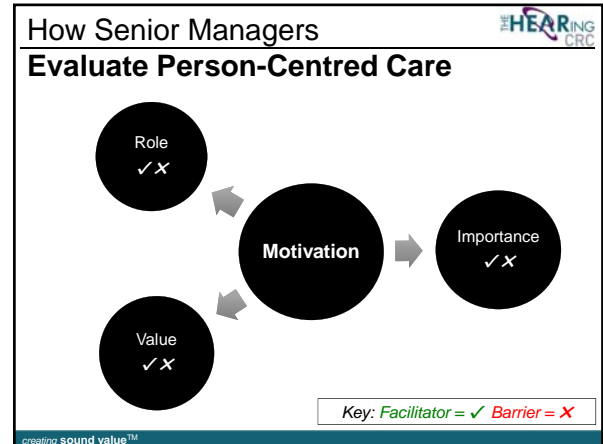 How Senior Managers
THE HEARING
CRC
Evaluate Person-Centred Care
Role
✓✗
Motivation
Importance
✓✗
Value
✓✗
Key: Facilitator = ✓ Barrier = ✗
creating sound value™